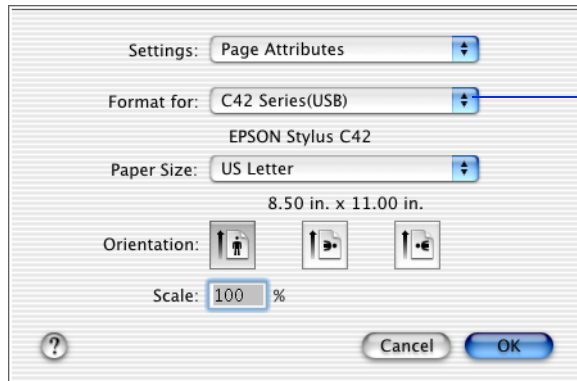 Settings: Page Attributes
Format for: C42 Series(USB)
EPSON Stylus C42
Paper Size: US Letter
8.50 in. x 11.00 in.
Orientation:
Scale: 100 %
? Cancel OK